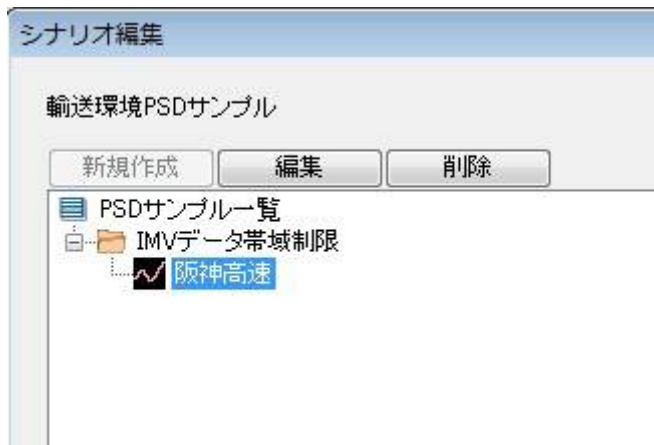 シナリオ編集
輸送環境PSDサンプル
新規作成 編集 削除
PSDサンプル一覧
IMVデータ帯域制限
阪神高速